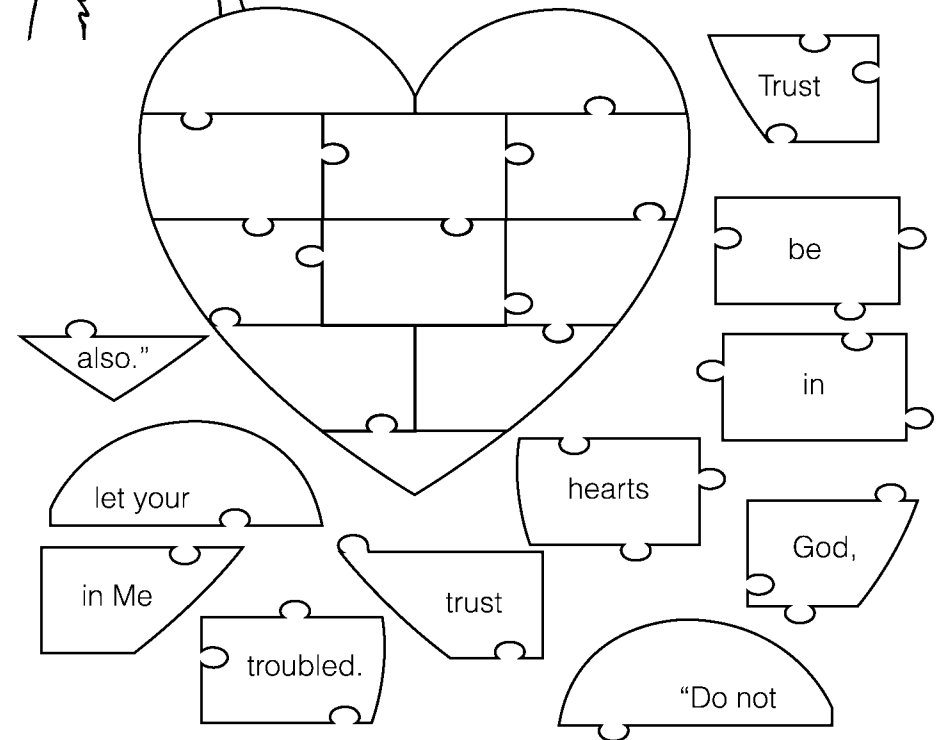 Trust
be
also.”
in
let your
hearts
God,
in Me
trust
troubled.
“Do not